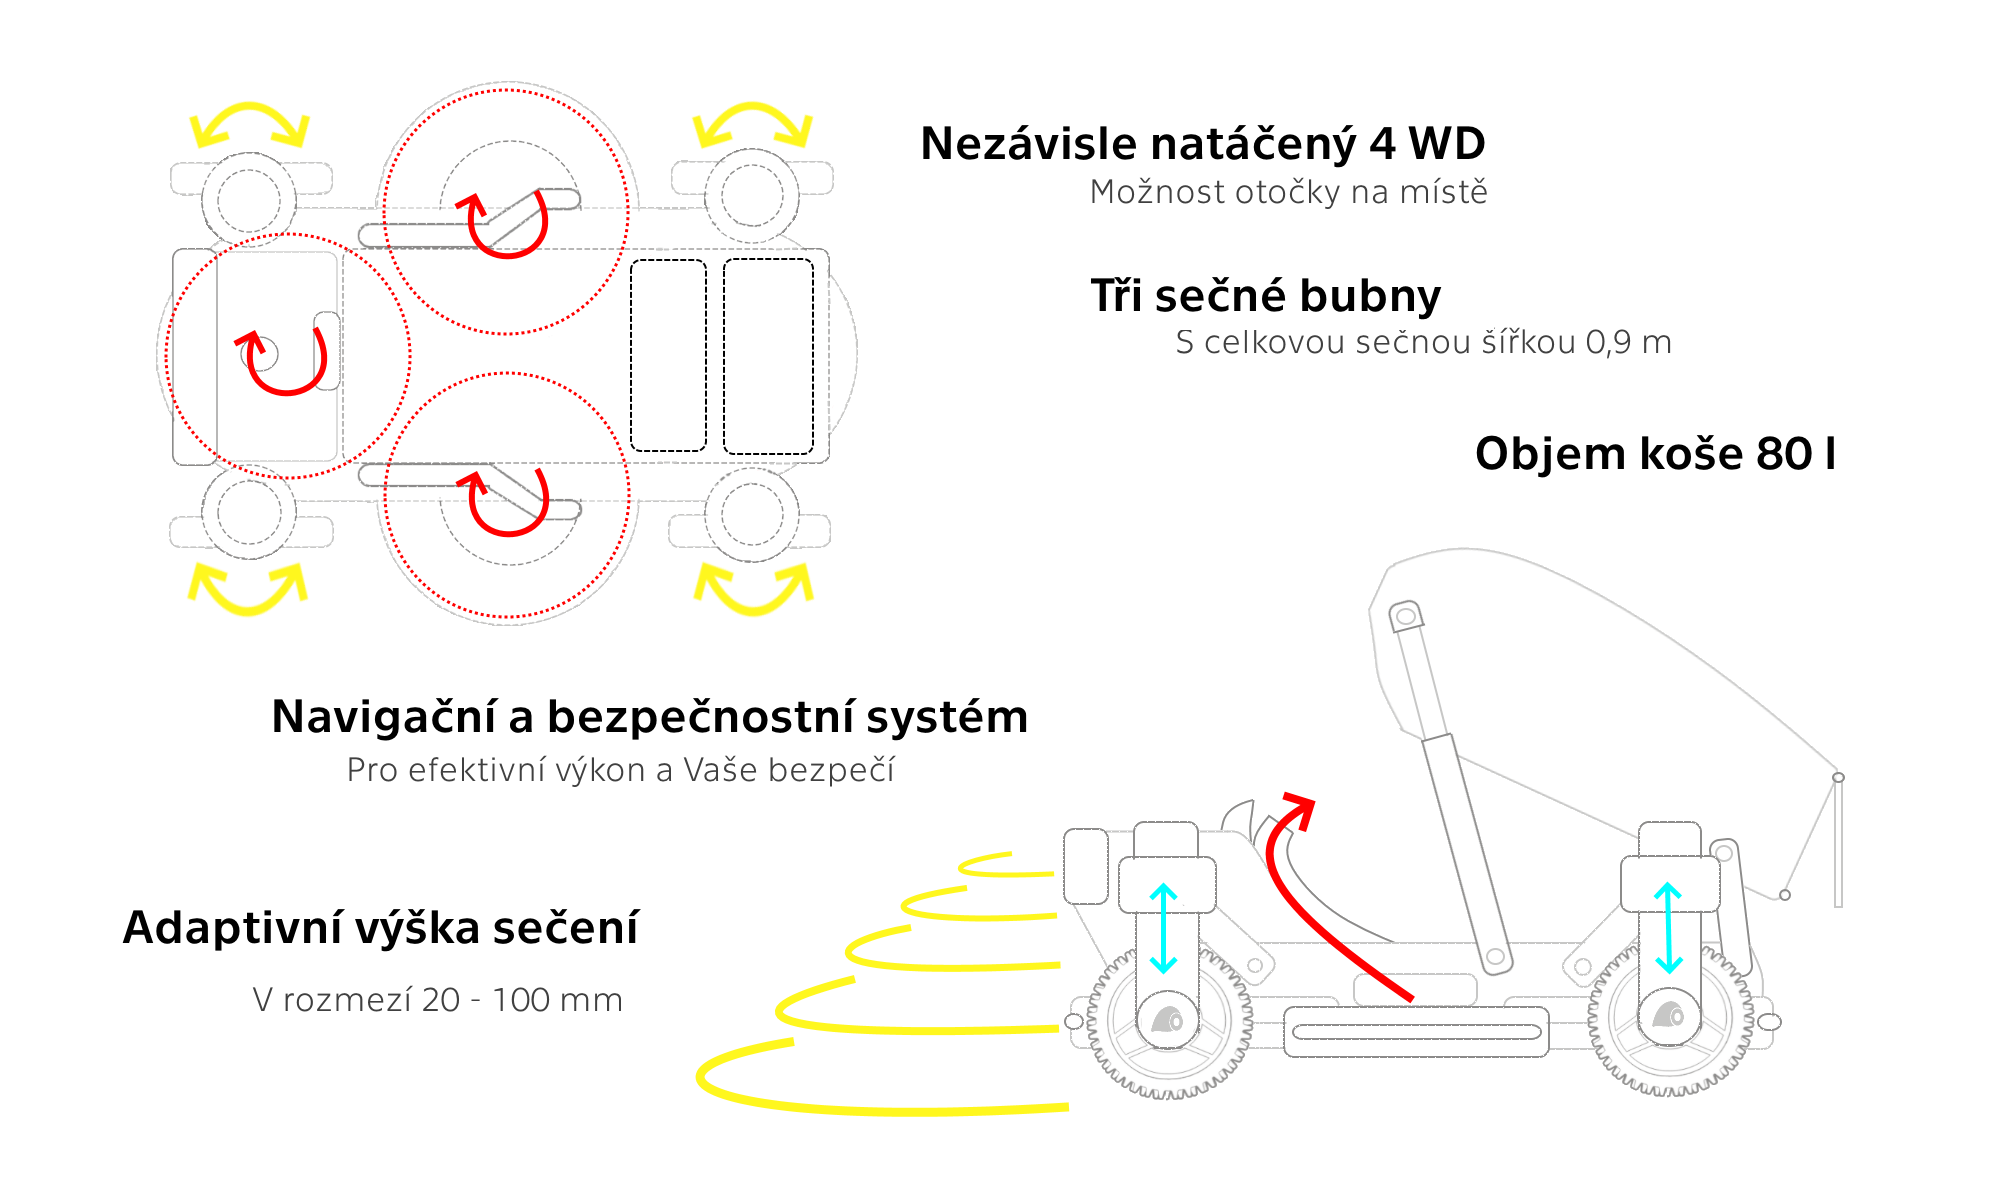 Nezávisle natáčený 4 WD
Možnost otočky na místě
Tři sečné bubny
S celkovou sečnou šířkou 0,9 m
Objem koše 80 l
Navigační a bezpečnostní systém
Pro efektivní výkon a Vaše bezpečí
Adaptivní výška sečení
V rozmezí 20 - 100 mm